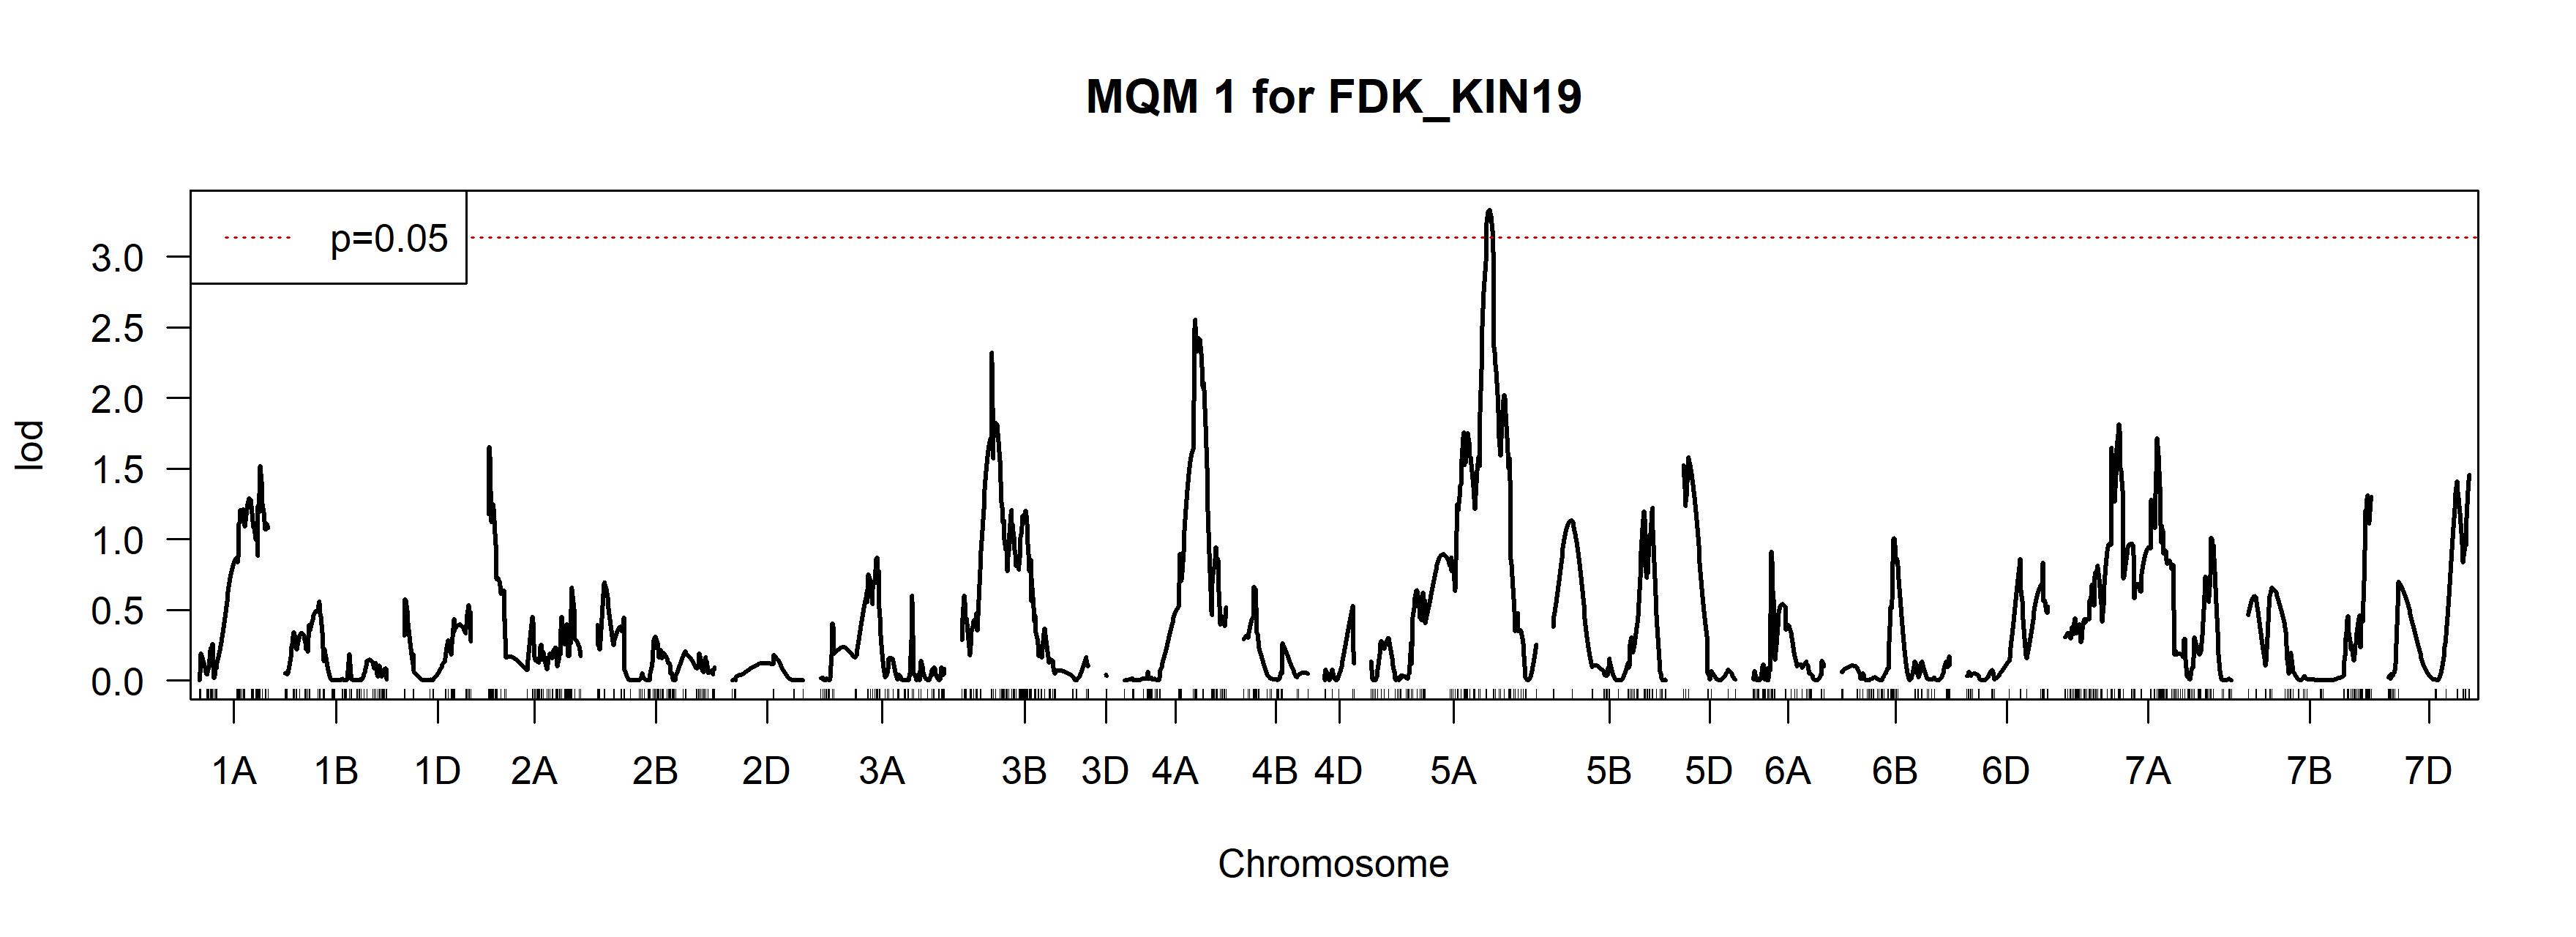 MQM 1 for FDK_KIN19
p=0.05
3.0
2.5
2.0
1.5
1.0
0.5
0.0
lod
1A 1B 1D 2A 2B 2D 3A 3B 3D 4A 4B 4D 5A 5B 5D 6A 6B 6D 7A 7B 7D
Chromosome